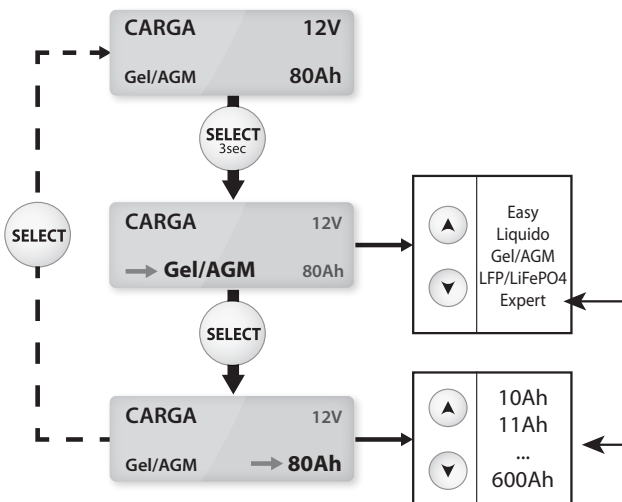 CARGA 12V
Gel/AGM 80Ah
SELECT
3sec
SELECT
CARGA 12V
Gel/AGM 80Ah
Easy
Liquido
Gel/AGM
LFP/LiFePO4
Expert
SELECT
CARGA 12V
Gel/AGM 80Ah
10Ah
11Ah
...
600Ah